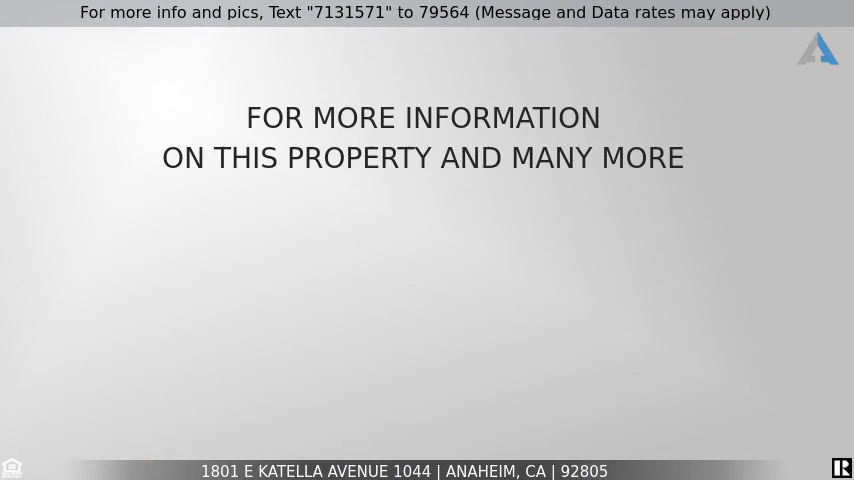 For more info and pics, Text "7131571" to 79564 (Message and Data rates may apply)
FOR MORE INFORMATION
ON THIS PROPERTY AND MANY MORE
1801 E KATELLA AVENUE 1044 | ANAHEIM, CA | 92805